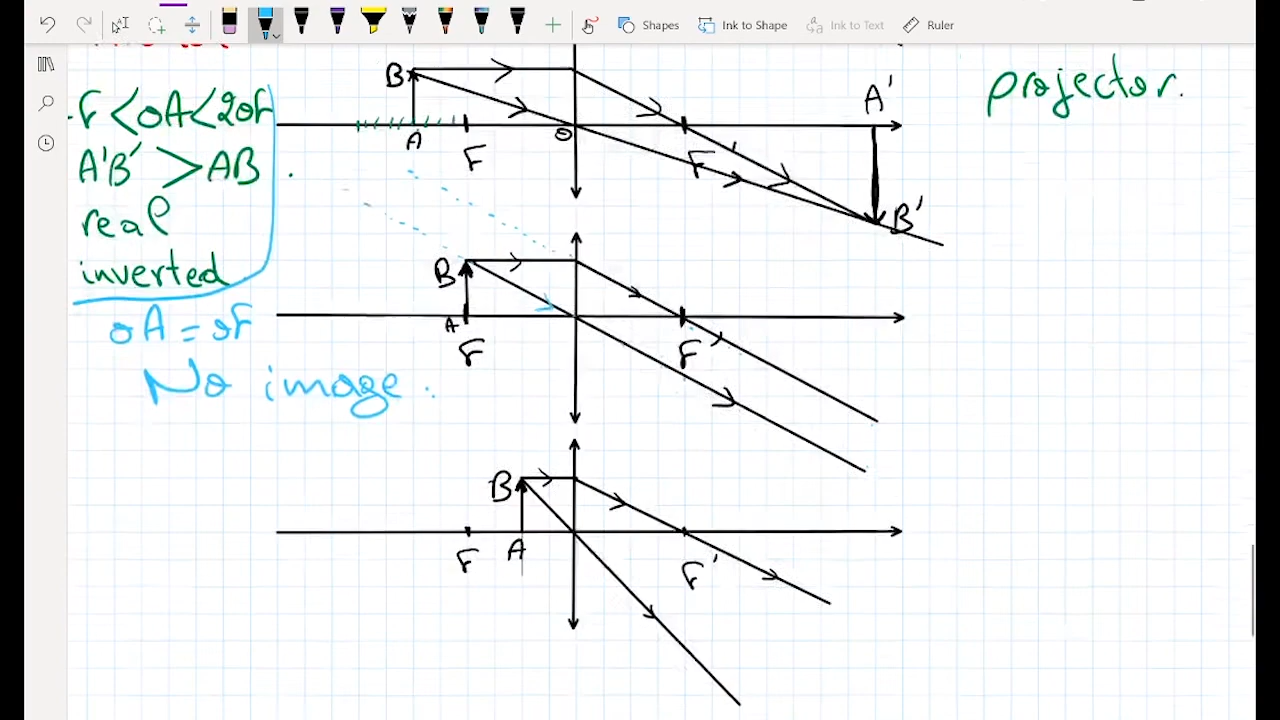 Shapes Ink to Shape Ink to Text Ruler
projector.
F<OA<2OF
A'B' > AB .
real
inverted
B
A
F
O
F'
A'
B'
OA = OF
No image.
B
A
F
F'
B
F
A
F'